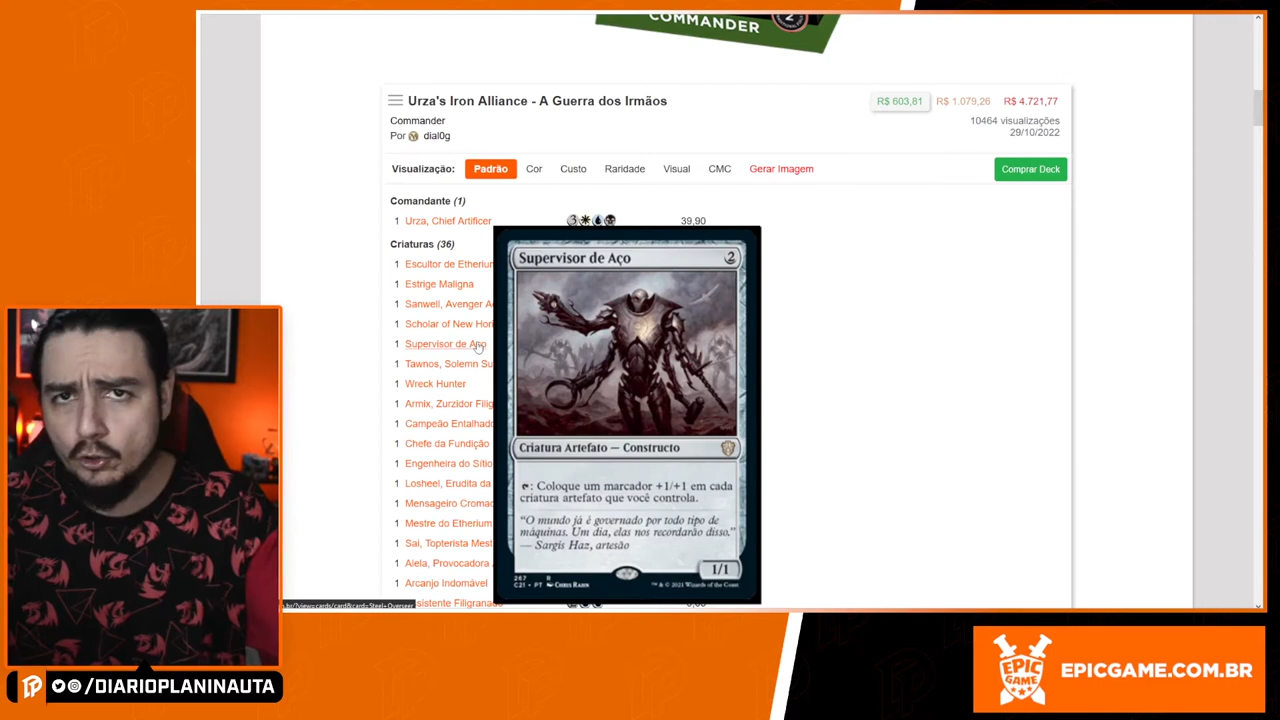 COMMANDER
Urza's Iron Alliance - A Guerra dos Irmãos
R$ 603,81 R$ 1.079,26 R$ 4.721,77
Commander
10464 visualizações
Por dial0g
29/10/2022
Visualização: Padrão Cor Custo Raridade Visual CMC Gerar Imagem
Comprar Deck
Comandante (1)
1 Urza, Chief Artificer 39,90
Criaturas (36)
1 Escultor de Etheriu
1 Estrige Maligna
1 Sanwell, Avenger A
1 Scholar of New Hori
1 Supervisor de Aço
1 Tawnos, Solemn Su
1 Wreck Hunter
1 Armix, Zurzidor Filig
1 Campeão Entalhado
1 Chefe da Fundição
1 Engenheira do Sítio
1 Losheel, Erudita da
1 Mensageiro Cromad
1 Mestre do Etherium
1 Sai, Topterista Mest
1 Alela, Provocadora
1 Arcanjo Indomável
sistente Filigrana
Supervisor de Aço 2
Criatura Artefato — Constructo
: Coloque um marcador +1/+1 em cada
criatura artefato que você controla.
“O mundo já é governado por todo tipo de
máquinas. Um dia, elas nos recordarão disso.”
— Sargis Haz, artesão
1/1
267 R
C21 • PT CHRIS RAHN
™ & © 2021 Wizards of the Coast
/DIARIOPLANINAUTA
EPIC
GAME
EPICGAME.COM.BR